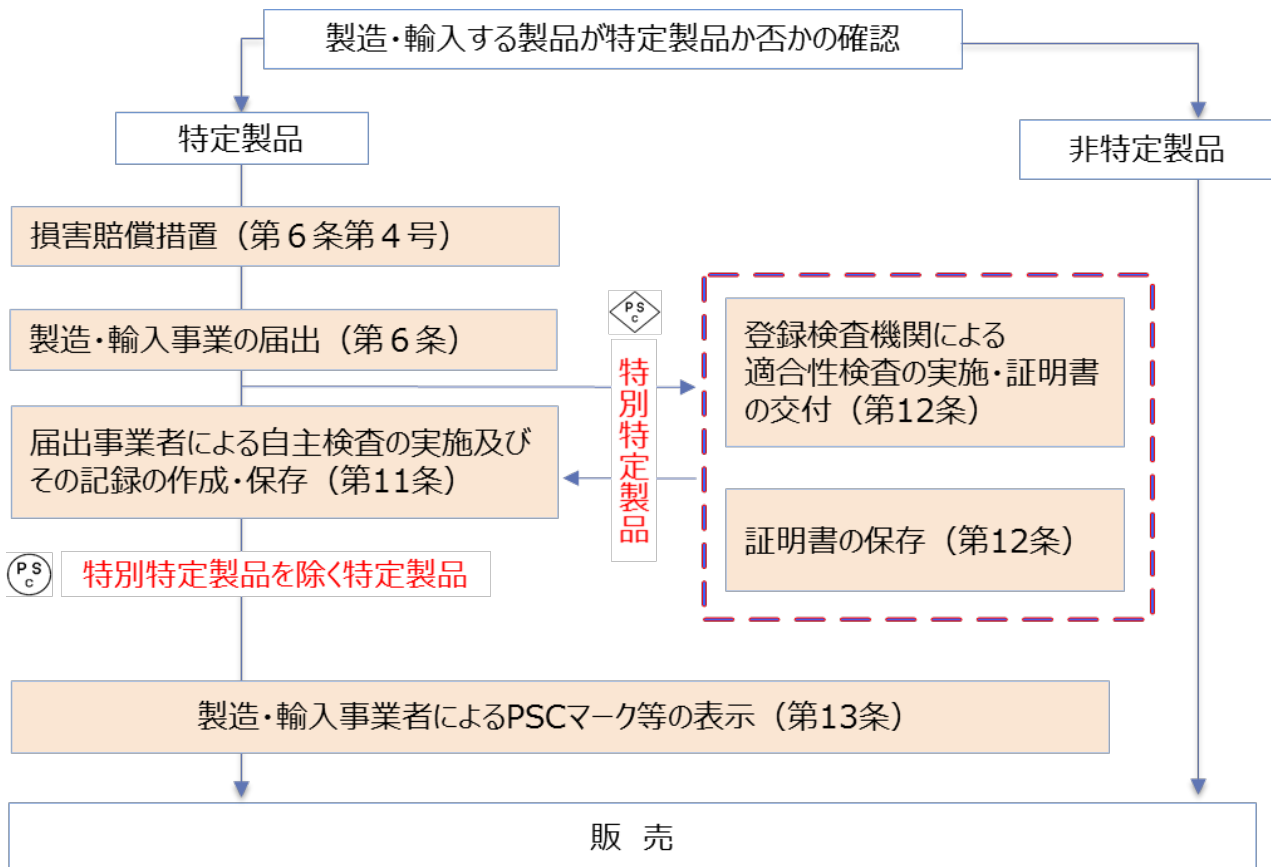 製造・輸入する製品が特定製品か否かの確認
特定製品
非特定製品
損害賠償措置（第６条第４号）
製造・輸入事業の届出（第６条）
PS
c
特別特定製品
登録検査機関による
適合性検査の実施・証明書
の交付（第12条）
届出事業者による自主検査の実施及び
その記録の作成・保存（第11条）
証明書の保存（第12条）
PS
c
特別特定製品を除く特定製品
製造・輸入事業者によるPSCマーク等の表示（第13条）
販 売